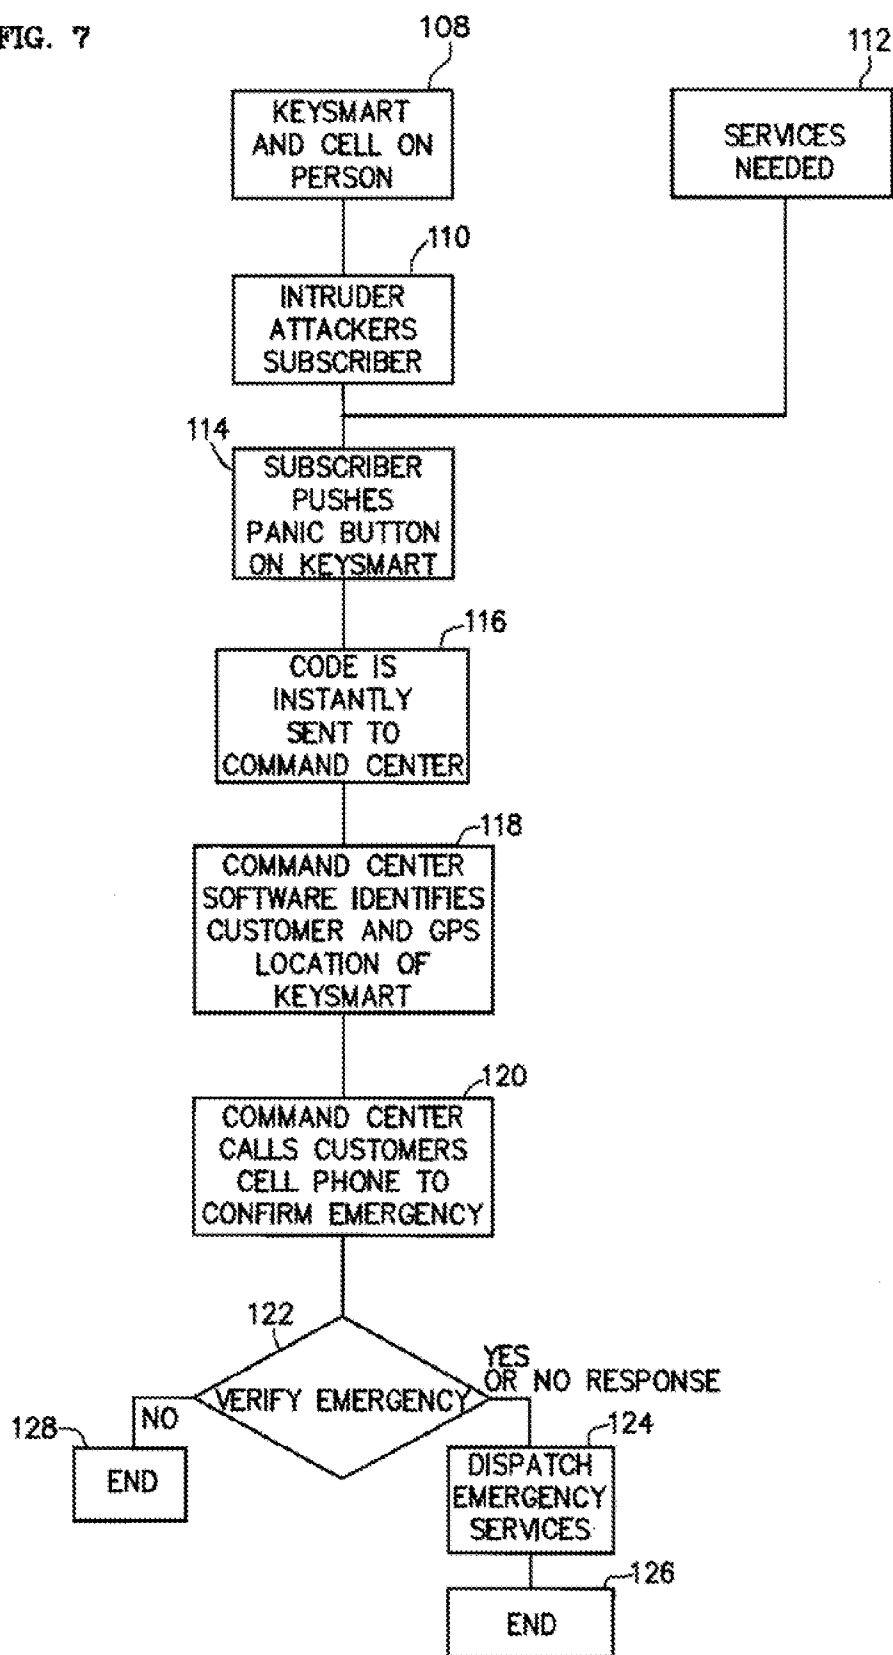 FIG. 7
108
112
KEYSMART
AND CELL ON
PERSON
SERVICES
NEEDED
110
INTRUDER
ATTACKERS
SUBSCRIBER
114
SUBSCRIBER
PUSHES
PANIC BUTTON
ON KEYSMART
116
CODE IS
INSTANTLY
SENT TO
COMMAND CENTER
118
COMMAND CENTER
SOFTWARE IDENTIFIES
CUSTOMER AND GPS
LOCATION OF
KEYSMART
120
COMMAND CENTER
CALLS CUSTOMERS
CELL PHONE TO
CONFIRM EMERGENCY
122
VERIFY EMERGENCY
YES
OR NO RESPONSE
NO
128
END
124
DISPATCH
EMERGENCY
SERVICES
126
END